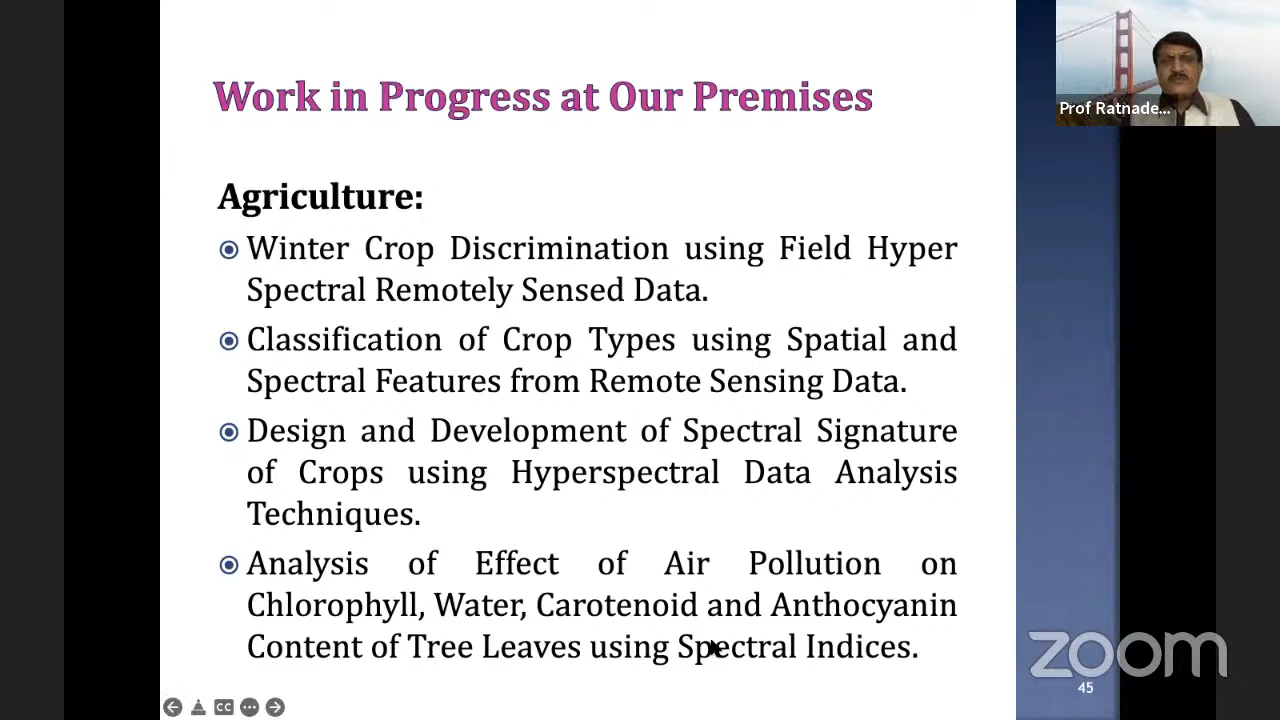 Work in Progress at Our Premises
Prof Ratnade...
Agriculture:
Winter Crop Discrimination using Field Hyper
Spectral Remotely Sensed Data.
Classification of Crop Types using Spatial and
Spectral Features from Remote Sensing Data.
Design and Development of Spectral Signature
of Crops using Hyperspectral Data Analysis
Techniques.
Analysis of Effect of Air Pollution on
Chlorophyll, Water, Carotenoid and Anthocyanin
Content of Tree Leaves using Spectral Indices.
zoom
45
CC